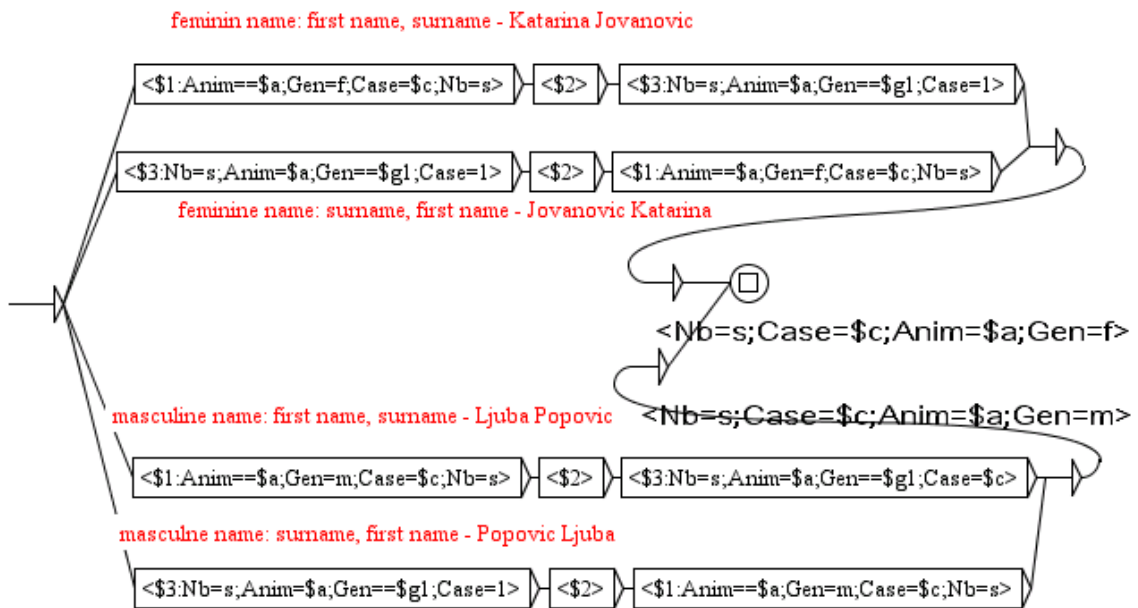 feminin name: first name, surname - Katarina Jovanovic
<$1:Anim==$a;Gen=f;Case=$c;Nb=s> <$2> <$3:Nb=s;Anim=$a;Gen==$g1;Case=1>
<$3:Nb=s;Anim=$a;Gen==$g1;Case=1> <$2> <$1:Anim==$a;Gen=f;Case=$c;Nb=s>
feminine name: surname, first name - Jovanovic Katarina
<Nb=s;Case=$c;Anim=$a;Gen=f>
masculine name: first name, surname - Ljuba Popovic
<Nb=s;Case=$c;Anim=$a;Gen=m>
<$1:Anim==$a;Gen=m;Case=$c;Nb=s> <$2> <$3:Nb=s;Anim=$a;Gen==$g1;Case=$c>
masculne name: surname, first name - Popovic Ljuba
<$3:Nb=s;Anim=$a;Gen==$g1;Case=1> <$2> <$1:Anim==$a;Gen=m;Case=$c;Nb=s>